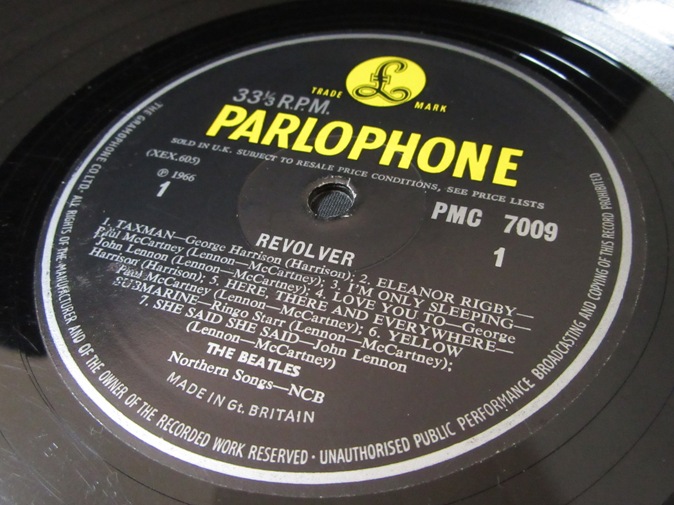 TRADE £ MARK
33⅓ R.P.M.
PARLOPHONE
SOLD IN U.K. SUBJECT TO RESALE PRICE CONDITIONS, SEE PRICE LISTS
(XEX.605)
℗ 1966
1
PMC 7009
1
REVOLVER
1. TAXMAN—George Harrison (Harrison); 2. ELEANOR RIGBY—
Paul McCartney (Lennon—McCartney); 3. I'M ONLY SLEEPING—
John Lennon (Lennon—McCartney); 4. LOVE YOU TO—George
Harrison (Harrison); 5. HERE, THERE AND EVERYWHERE—
Paul McCartney (Lennon—McCartney); 6. YELLOW
SUBMARINE—Ringo Starr (Lennon—McCartney);
7. SHE SAID SHE SAID—John Lennon
(Lennon—McCartney)
THE BEATLES
Northern Songs—NCB
MADE IN Gt. BRITAIN
THE GRAMOPHONE CO. LTD. ALL RIGHTS OF THE MANUFACTURER AND OF THE OWNER OF THE RECORDED WORK RESERVED · UNAUTHORISED PUBLIC PERFORMANCE BROADCASTING AND COPYING OF THIS RECORD PROHIBITED